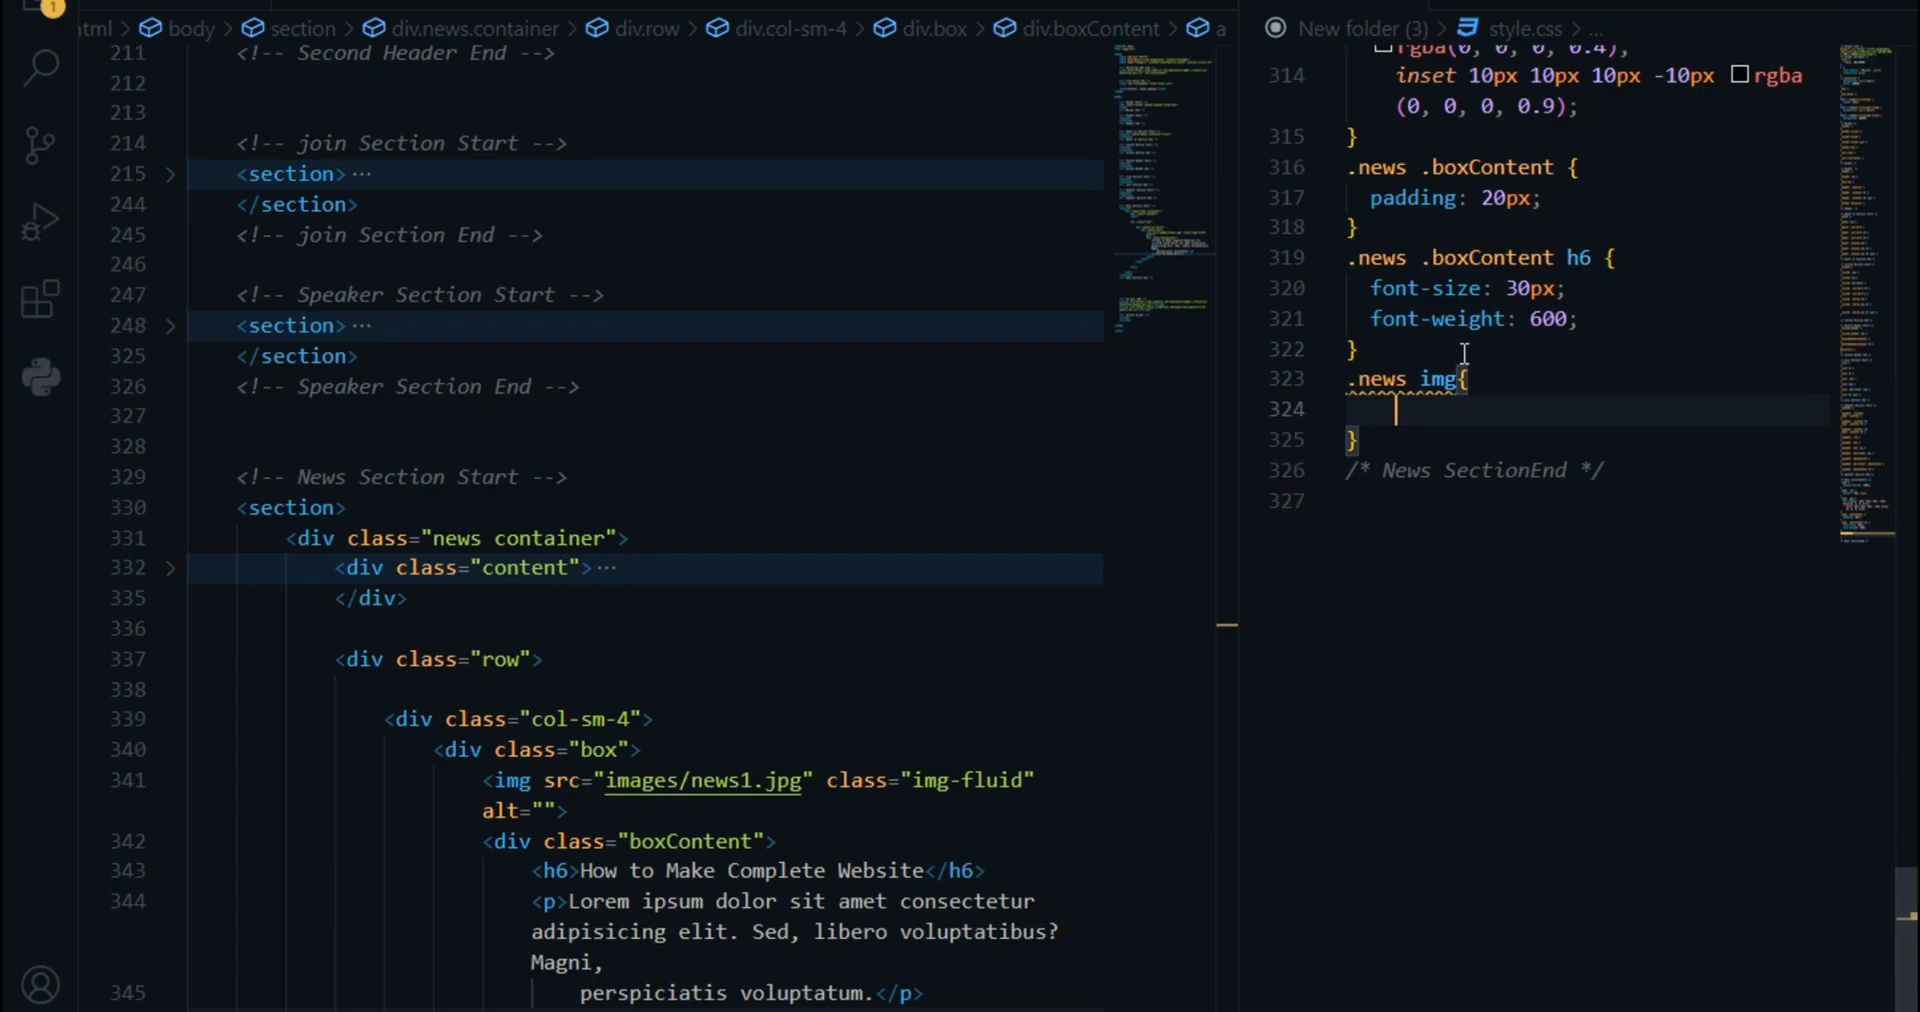 1
html > body > section > div.news.container > div.row > div.col-sm-4 > div.box > div.boxContent > a
211 <!-- Second Header End -->
212
213
214 <!-- join Section Start -->
215 <section> ···
244 </section>
245 <!-- join Section End -->
246
247 <!-- Speaker Section Start -->
248 <section> ···
325 </section>
326 <!-- Speaker Section End -->
327
328
329 <!-- News Section Start -->
330 <section>
331 <div class="news container">
332 <div class="content"> ···
335 </div>
336
337 <div class="row">
338
339 <div class="col-sm-4">
340 <div class="box">
341 <img src="images/news1.jpg" class="img-fluid"
alt="">
342 <div class="boxContent">
343 <h6>How to Make Complete Website</h6>
344 <p>Lorem ipsum dolor sit amet consectetur
adipisicing elit. Sed, libero voluptatibus?
Magni,
345 perspiciatis voluptatum.</p>
New folder (3) > style.css > ...
rgba(0, 0, 0, 0.4),
314 inset 10px 10px 10px -10px rgba
(0, 0, 0, 0.9);
315 }
316 .news .boxContent {
317 padding: 20px;
318 }
319 .news .boxContent h6 {
320 font-size: 30px;
321 font-weight: 600;
322 }
323 .news img{
324
325 }
326 /* News SectionEnd */
327